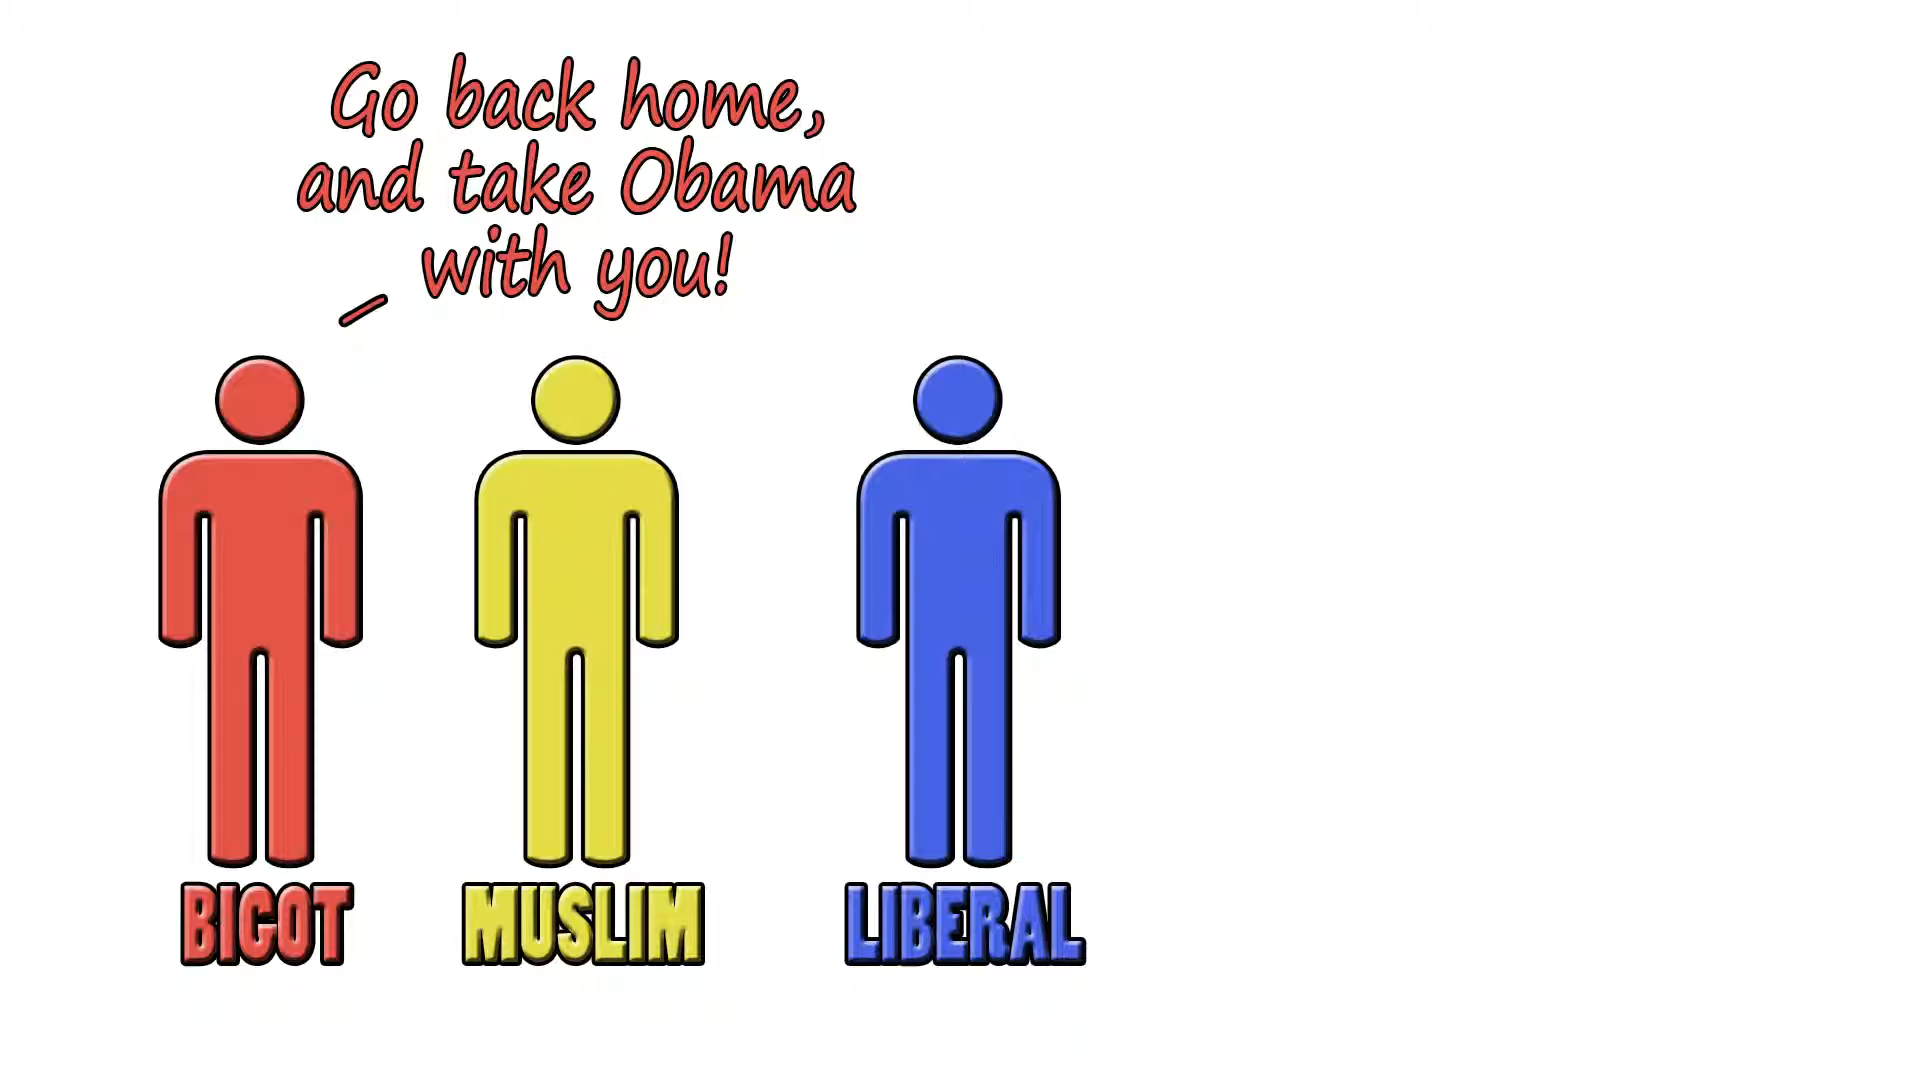 Go back home,
and take Obama
with you!
BIGOT
MUSLIM
LIBERAL